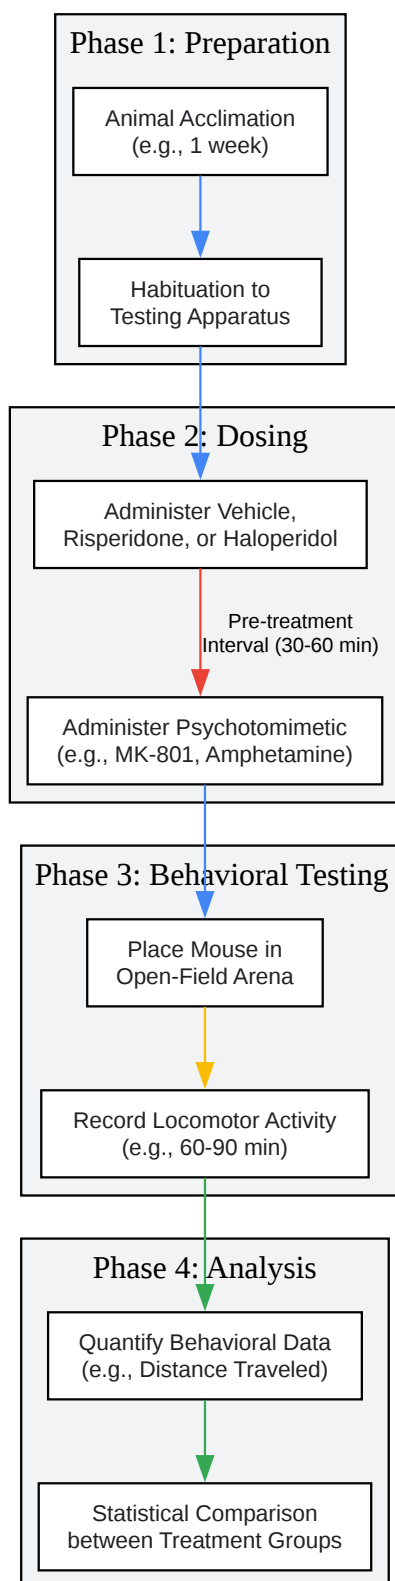 Phase 1: Preparation
Animal Acclimation
(e.g., 1 week)
Habituation to
Testing Apparatus
Phase 2: Dosing
Administer Vehicle,
Risperidone, or Haloperidol
Pre-treatment
Interval (30-60 min)
Administer Psychotomimetic
(e.g., MK-801, Amphetamine)
Phase 3: Behavioral Testing
Place Mouse in
Open-Field Arena
Record Locomotor Activity
(e.g., 60-90 min)
Phase 4: Analysis
Quantify Behavioral Data
(e.g., Distance Traveled)
Statistical Comparison
between Treatment Groups